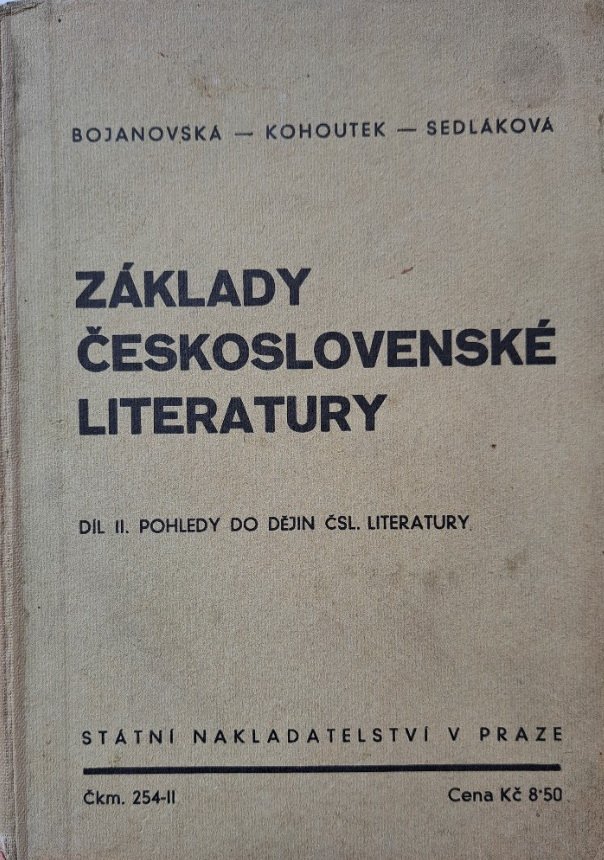 BOJANOVSKÁ — KOHOUTEK — SEDLÁKOVÁ
ZÁKLADY
ČESKOSLOVENSKÉ
LITERATURY
DÍL II. POHLEDY DO DĚJIN ČSL. LITERATURY
STÁTNÍ NAKLADATELSTVÍ V PRAZE
Čkm. 254-II
Cena Kč 8·50